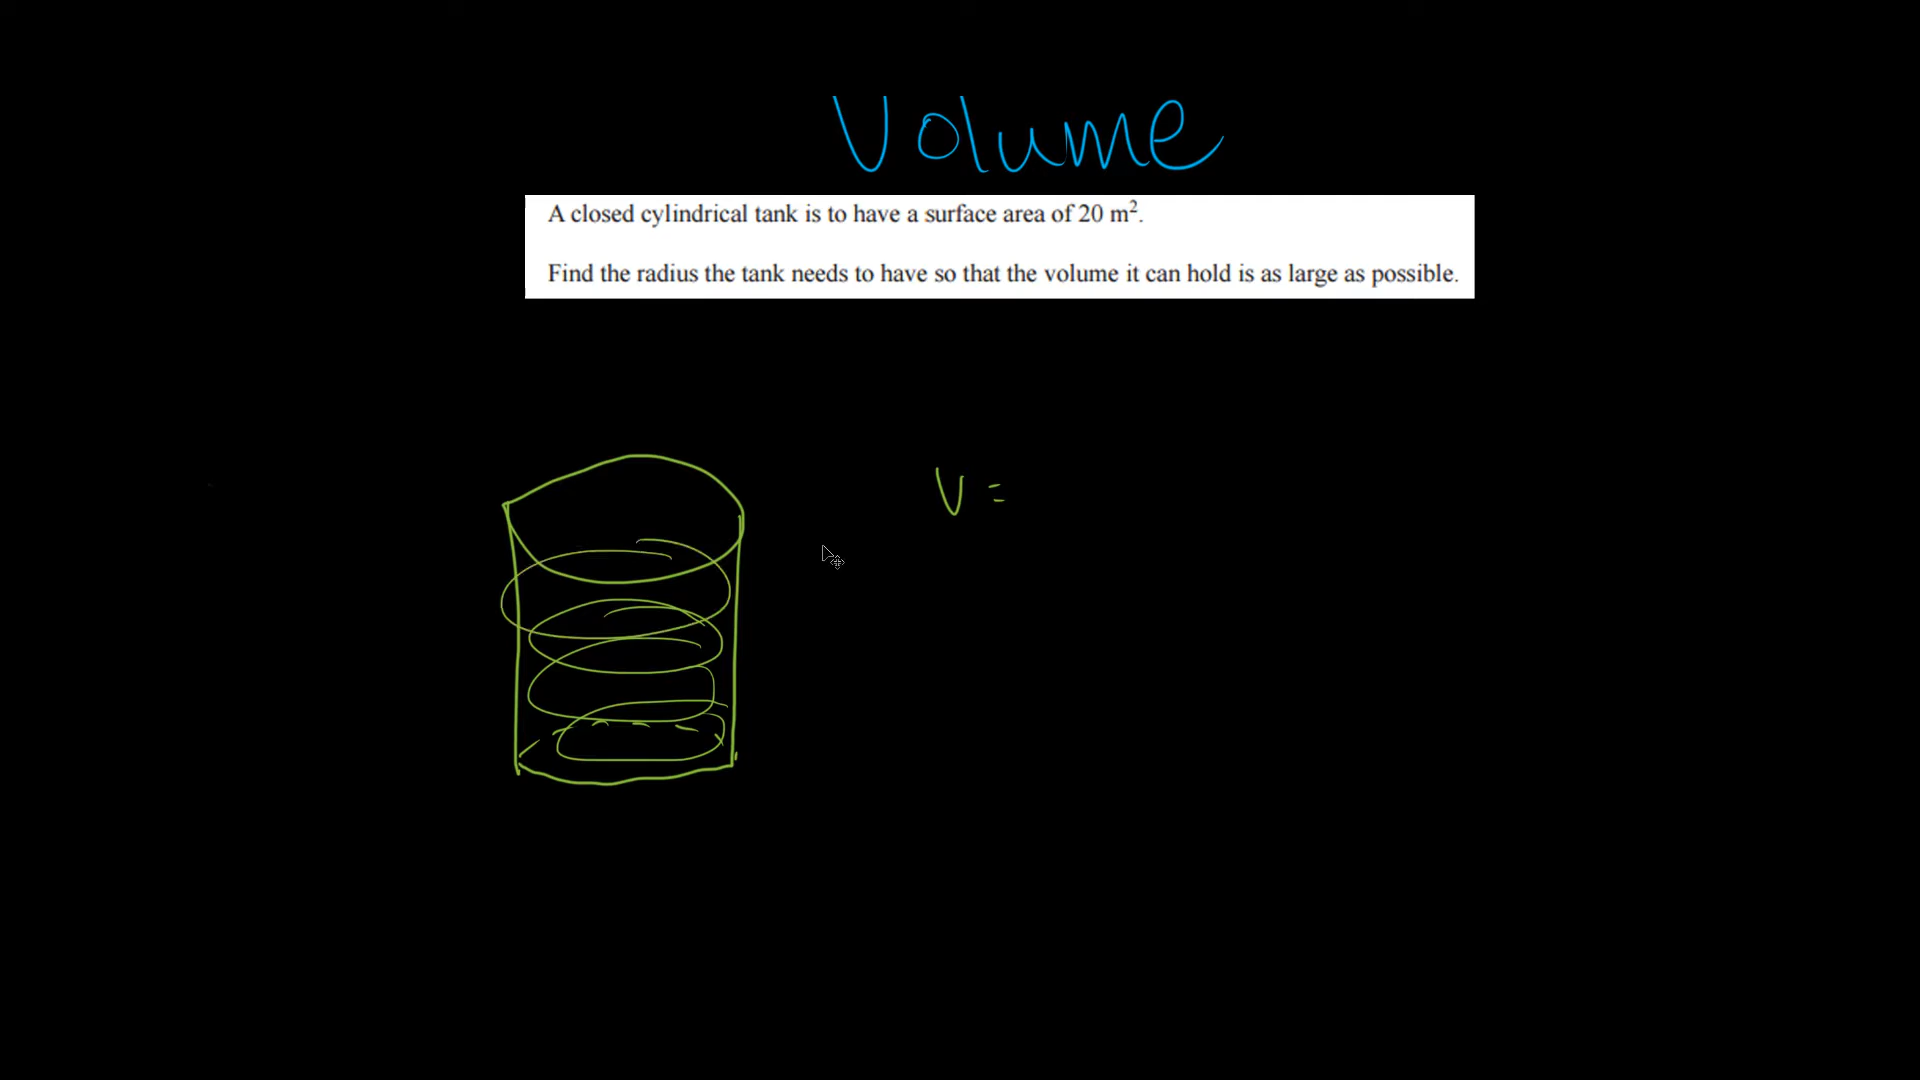 Volume
A closed cylindrical tank is to have a surface area of 20 m².
Find the radius the tank needs to have so that the volume it can hold is as large as possible.
V =